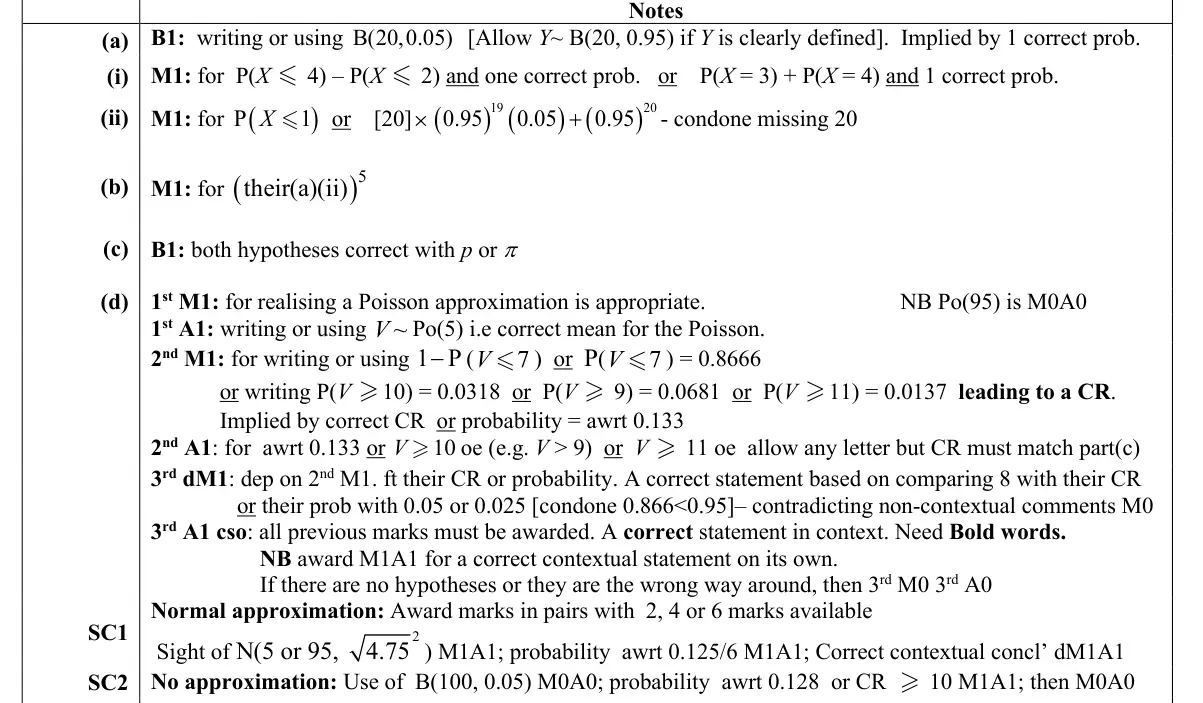 Notes
(a) B1: writing or using B(20,0.05) [Allow Y~ B(20, 0.95) if Y is clearly defined]. Implied by 1 correct prob.
(i) M1: for P(X ⩽ 4) – P(X ⩽ 2) and one correct prob. or P(X = 3) + P(X = 4) and 1 correct prob.
(ii) M1: for P(X ⩽ 1) or [20]× (0.95)^19 (0.05) + (0.95)^20 - condone missing 20
(b) M1: for (their(a)(ii))^5
(c) B1: both hypotheses correct with p or π
(d) 1st M1: for realising a Poisson approximation is appropriate. NB Po(95) is M0A0
1st A1: writing or using V ~ Po(5) i.e correct mean for the Poisson.
2nd M1: for writing or using 1 – P (V ⩽ 7 ) or P(V ⩽ 7 ) = 0.8666
or writing P(V ⩾ 10) = 0.0318 or P(V ⩾ 9) = 0.0681 or P(V ⩾ 11) = 0.0137 leading to a CR.
Implied by correct CR or probability = awrt 0.133
2nd A1: for awrt 0.133 or V ⩾ 10 oe (e.g. V > 9) or V ⩾ 11 oe allow any letter but CR must match part(c)
3rd dM1: dep on 2nd M1. ft their CR or probability. A correct statement based on comparing 8 with their CR
or their prob with 0.05 or 0.025 [condone 0.866<0.95]– contradicting non-contextual comments M0
3rd A1 cso: all previous marks must be awarded. A correct statement in context. Need Bold words.
NB award M1A1 for a correct contextual statement on its own.
If there are no hypotheses or they are the wrong way around, then 3rd M0 3rd A0
Normal approximation: Award marks in pairs with 2, 4 or 6 marks available
SC1 Sight of N(5 or 95, √4.75^2 ) M1A1; probability awrt 0.125/6 M1A1; Correct contextual concl’ dM1A1
SC2 No approximation: Use of B(100, 0.05) M0A0; probability awrt 0.128 or CR ⩾ 10 M1A1; then M0A0